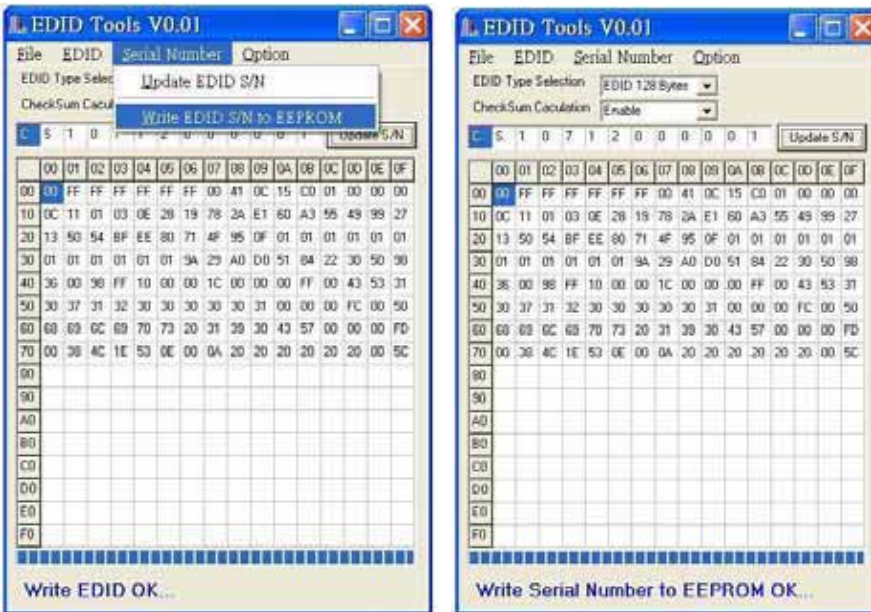 EDID Tools V0.01
File EDID Serial Number Option
EDID Type Selec
Update EDID S/N
CheckSum Caculation
Write EDID S/N to EEPROM
C S 1 0 1 2 0 0 0 0 0 1 Update S/N
00 01 02 03 04 05 06 07 08 09 0A 0B 0C 0D 0E 0F
00 00 FF FF FF FF FF FF 00 41 0C 15 C0 01 00 00 00
10 0C 11 01 03 0E 28 19 78 2A E1 60 A3 55 49 99 27
20 13 50 54 BF EE 80 71 4F 95 0F 01 01 01 01 01 01
30 01 01 01 01 01 01 9A 29 A0 D0 51 84 22 30 50 98
40 36 00 98 FF 10 00 00 1C 00 00 00 FF 00 43 53 31
50 30 37 31 32 30 30 30 30 30 31 00 00 00 FC 00 50
60 68 69 6C 69 70 73 20 31 39 30 43 57 00 00 00 FD
70 00 38 4C 1E 53 0E 00 0A 20 20 20 20 20 20 00 5C
80
90
A0
B0
C0
D0
E0
F0
Write EDID OK...
EDID Tools V0.01
File EDID Serial Number Option
EDID Type Selection EDID 128 Bytes
CheckSum Caculation Enable
C S 1 0 7 1 2 0 0 0 0 0 1 Update S/N
00 01 02 03 04 05 06 07 08 09 0A 0B 0C 0D 0E 0F
00 00 FF FF FF FF FF FF 00 41 0C 15 C0 01 00 00 00
10 0C 11 01 03 0E 28 19 78 2A E1 60 A3 55 49 99 27
20 13 50 54 BF EE 80 71 4F 95 0F 01 01 01 01 01 01
30 01 01 01 01 01 01 9A 29 A0 D0 51 84 22 30 50 98
40 36 00 98 FF 10 00 00 1C 00 00 00 FF 00 43 53 31
50 30 37 31 32 30 30 30 30 30 31 00 00 00 FC 00 50
60 68 69 6C 69 70 73 20 31 39 30 43 57 00 00 00 FD
70 00 38 4C 1E 53 0E 00 0A 20 20 20 20 20 20 00 5C
80
90
A0
B0
C0
D0
E0
F0
Write Serial Number to EEPROM OK...